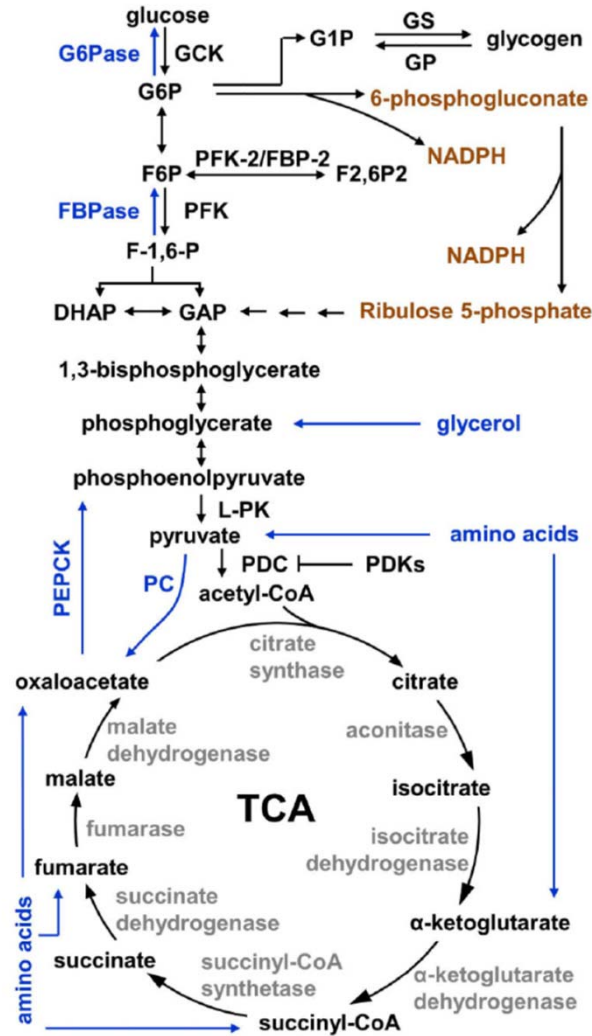 glucose
G6Pase
GCK
G1P
GS
GP
glycogen
G6P
6-phosphogluconate
NADPH
F6P
PFK-2/FBP-2
F2,6P2
FBPase
PFK
NADPH
F-1,6-P
DHAP
GAP
Ribulose 5-phosphate
1,3-bisphosphoglycerate
phosphoglycerate
glycerol
phosphoenolpyruvate
L-PK
pyruvate
amino acids
PEPCK
PC
PDC
PDKs
acetyl-CoA
citrate
synthase
oxaloacetate
citrate
malate
dehydrogenase
aconitase
malate
TCA
isocitrate
fumarase
isocitrate
dehydrogenase
fumarate
α-ketoglutarate
amino acids
succinate
dehydrogenase
succinate
succinyl-CoA
synthetase
α-ketoglutarate
dehydrogenase
succinyl-CoA